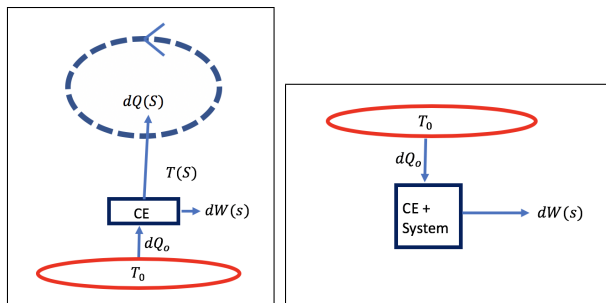 dQ(S)
T(S)
CE
dW(s)
dQₒ
T₀
T₀
dQₒ
CE +
System
dW(s)